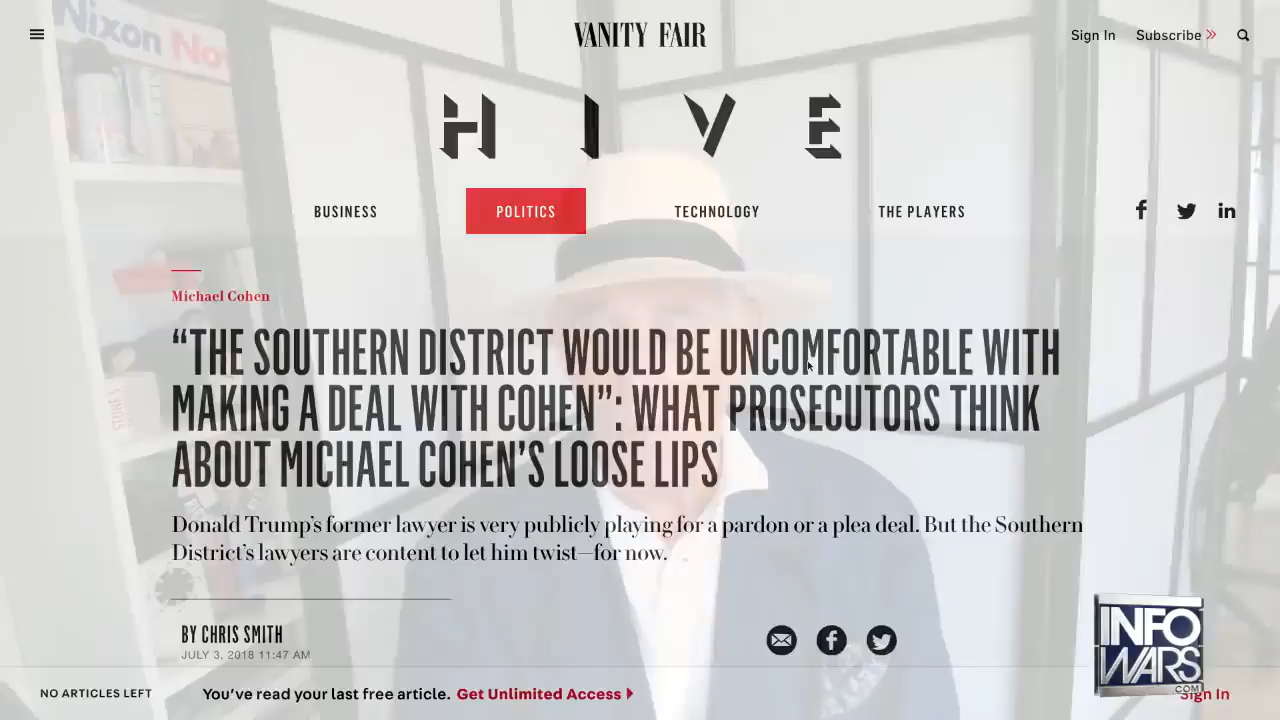 Nixon No
VANITY FAIR
Sign In
Subscribe
HIVE
BUSINESS
POLITICS
TECHNOLOGY
THE PLAYERS
Michael Cohen
“THE SOUTHERN DISTRICT WOULD BE UNCOMFORTABLE WITH
MAKING A DEAL WITH COHEN”: WHAT PROSECUTORS THINK
ABOUT MICHAEL COHEN’S LOOSE LIPS
Donald Trump’s former lawyer is very publicly playing for a pardon or a plea deal. But the Southern
District’s lawyers are content to let him twist—for now.
BY CHRIS SMITH
JULY 3, 2018 11:47 AM
INFO
WARS
.COM
NO ARTICLES LEFT
You’ve read your last free article. Get Unlimited Access
Sign In